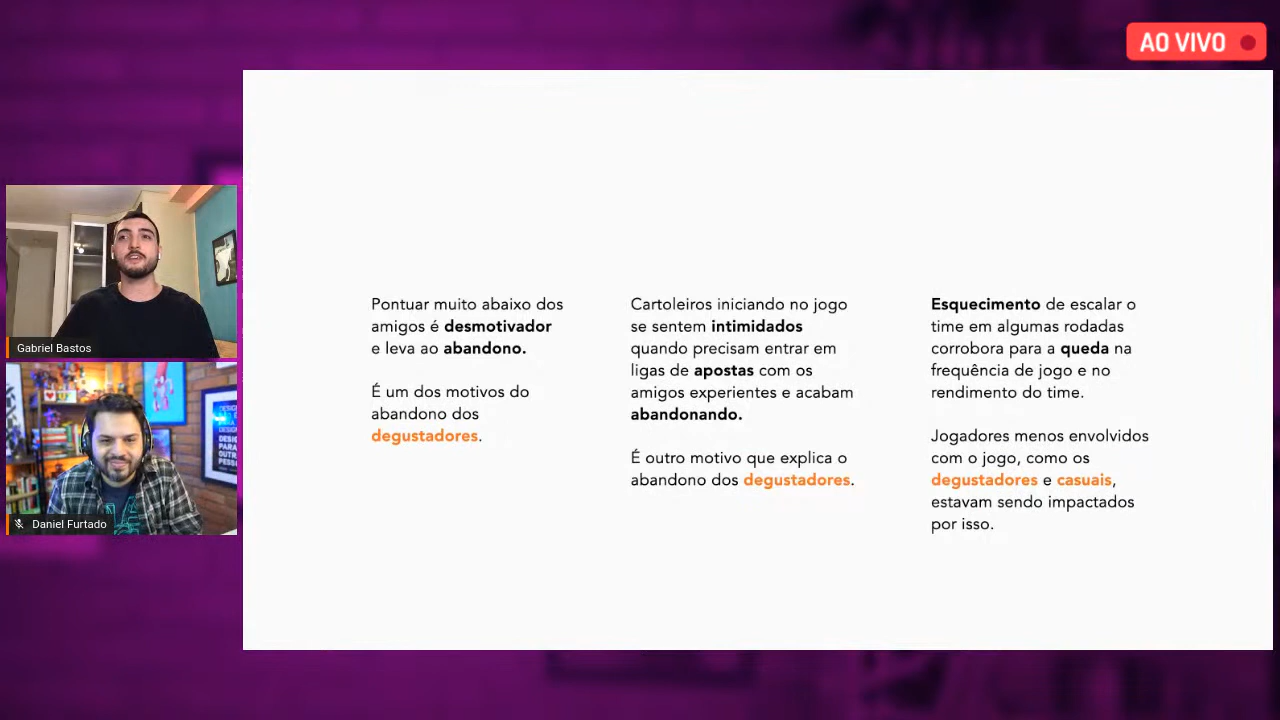 AO VIVO
Gabriel Bastos
Daniel Furtado
Pontuar muito abaixo dos
amigos é desmotivador
e leva ao abandono.
É um dos motivos do
abandono dos
degustadores.
Cartoleiros iniciando no jogo
se sentem intimidados
quando precisam entrar em
ligas de apostas com os
amigos experientes e acabam
abandonando.
É outro motivo que explica o
abandono dos degustadores.
Esquecimento de escalar o
time em algumas rodadas
corrobora para a queda na
frequência de jogo e no
rendimento do time.
Jogadores menos envolvidos
com o jogo, como os
degustadores e casuais,
estavam sendo impactados
por isso.